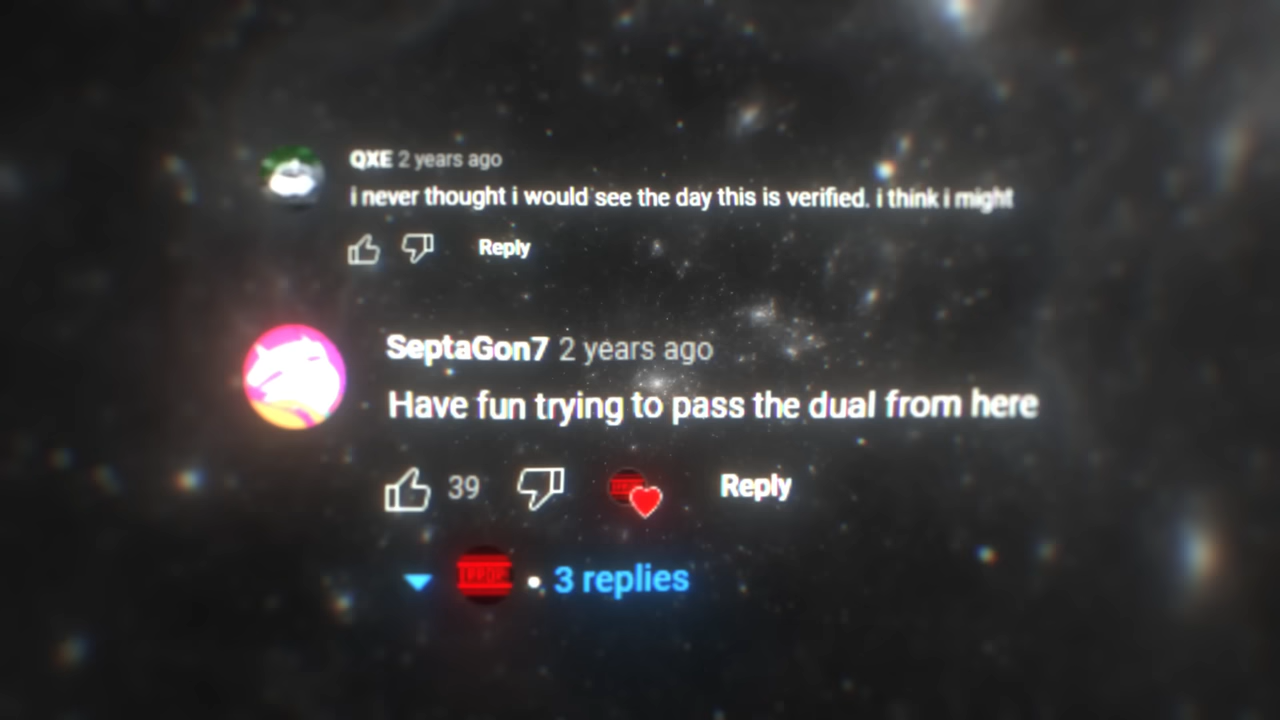 QXE 2 years ago
i never thought i would see the day this is verified. i think i might
Reply
SeptaGon7 2 years ago
Have fun trying to pass the dual from here
39
Reply
• 3 replies